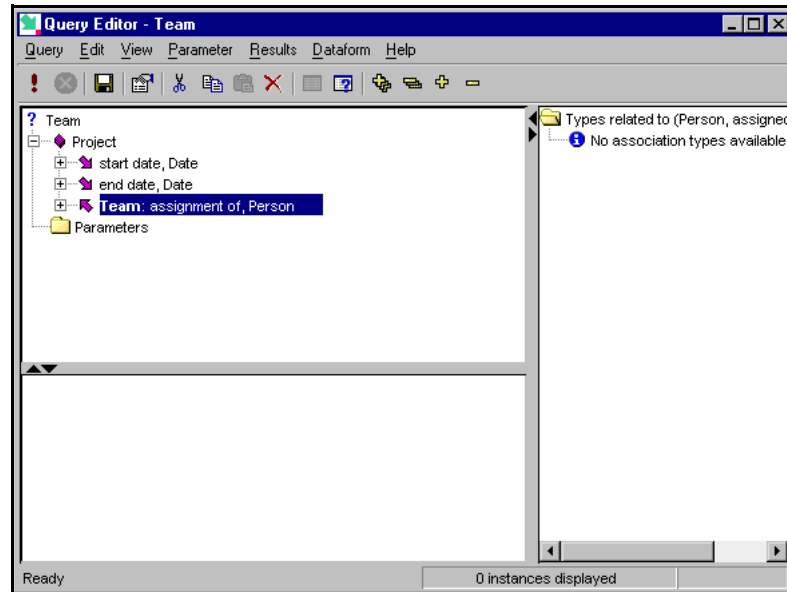 Query Editor - Team
Query Edit View Parameter Results Dataform Help
? Team
Project
start date, Date
end date, Date
Team: assignment of, Person
Parameters
Types related to (Person, assigned
No association types available
Ready
0 instances displayed